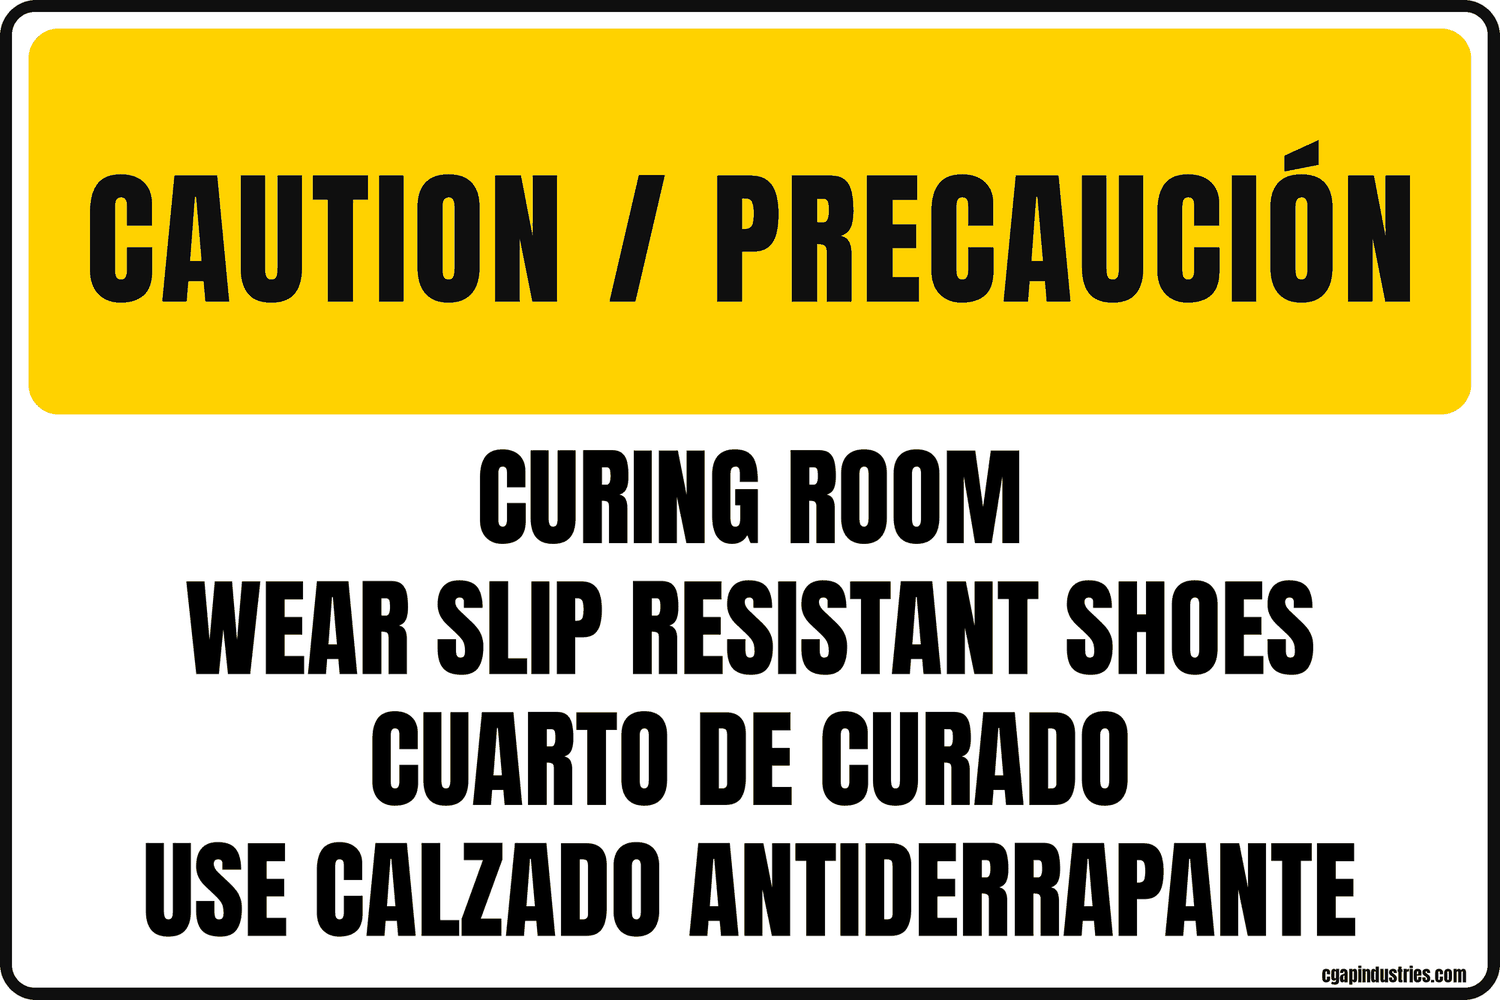 CAUTION / PRECAUCIÓN
CURING ROOM
WEAR SLIP RESISTANT SHOES
CUARTO DE CURADO
USE CALZADO ANTIDERRAPANTE
cgapindustries.com